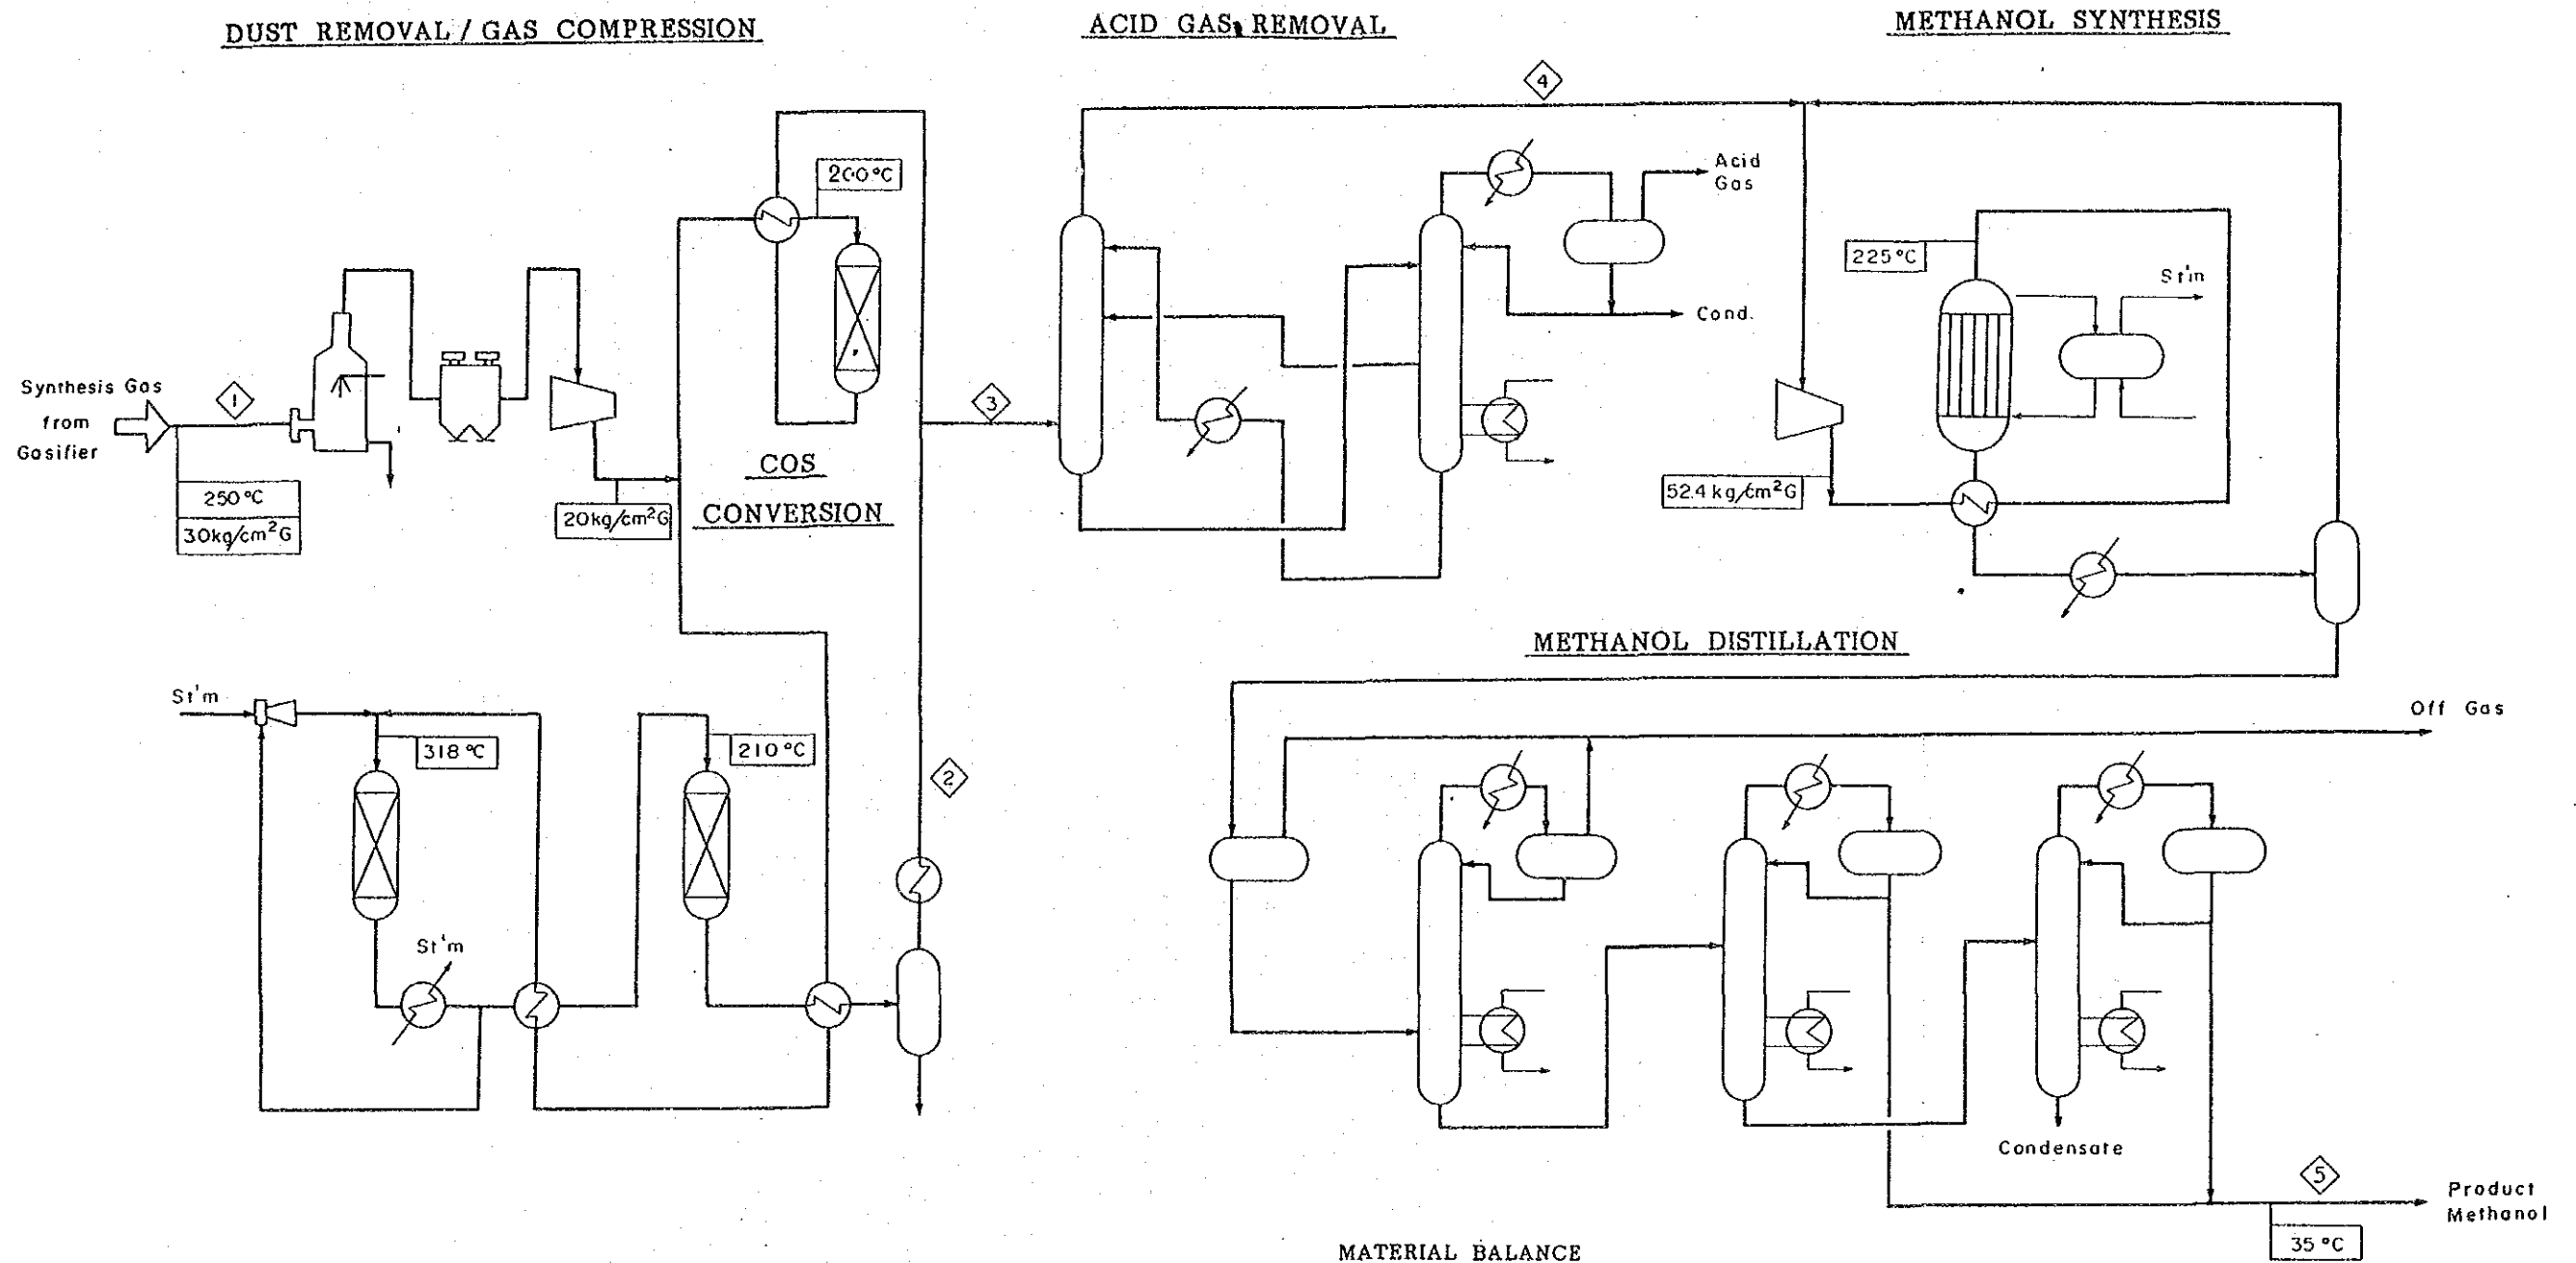 DUST REMOVAL / GAS COMPRESSION
ACID GAS REMOVAL
METHANOL SYNTHESIS
4
200°C
Acid
Gas
225°C
St'm
Cond.
Synthesis Gas
from
Gasifier
1
3
COS
CONVERSION
250°C
30kg/cm²G
20kg/cm²G
52.4 kg/cm²G
METHANOL DISTILLATION
St'm
318°C
210°C
2
Off Gas
St'm
Condensate
5
Product
Methanol
35°C
MATERIAL BALANCE